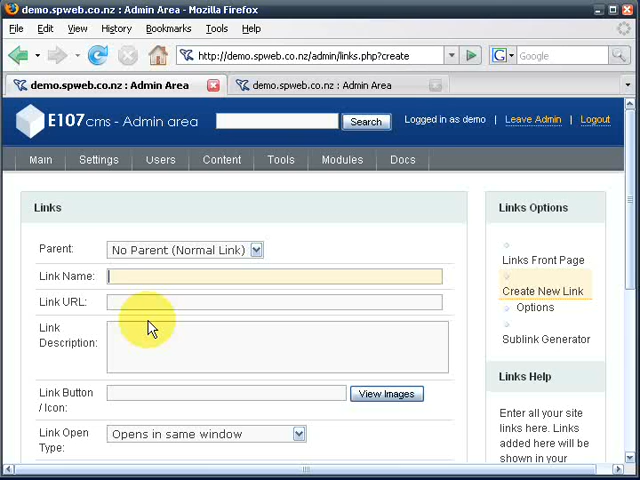 demo.spweb.co.nz : Admin Area - Mozilla Firefox
File Edit View History Bookmarks Tools Help
http://demo.spweb.co.nz/admin/links.php?create
G Google
demo.spweb.co.nz : Admin Area demo.spweb.co.nz : Admin Area
E107cms - Admin area Search Logged in as demo Leave Admin Logout
Main Settings Users Content Tools Modules Docs
Links
Parent: No Parent (Normal Link)
Link Name:
Link URL:
Link
Description:
Link Button
/ Icon:
View Images
Link Open
Type:
Opens in same window
Links Options
Links Front Page
Create New Link
Options
Sublink Generator
Links Help
Enter all your site
links here. Links
added here will be
shown in your